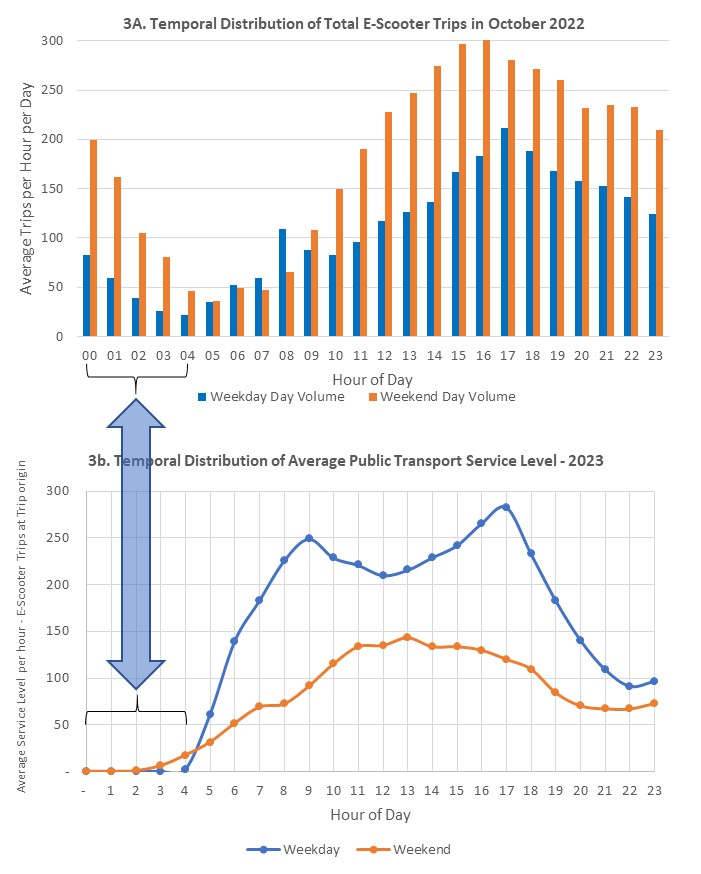 3A. Temporal Distribution of Total E-Scooter Trips in October 2022
Average Trips per Hour per Day
300
250
200
150
100
50
0
00 01 02 03 04 05 06 07 08 09 10 11 12 13 14 15 16 17 18 19 20 21 22 23
Hour of Day
Weekday Day Volume Weekend Day Volume
3b. Temporal Distribution of Average Public Transport Service Level - 2023
Average Service Level per hour - E-Scooter Trips at Trip origin
300
250
200
150
100
50
-
- 1 2 3 4 5 6 7 8 9 10 11 12 13 14 15 16 17 18 19 20 21 22 23
Hour of Day
Weekday Weekend